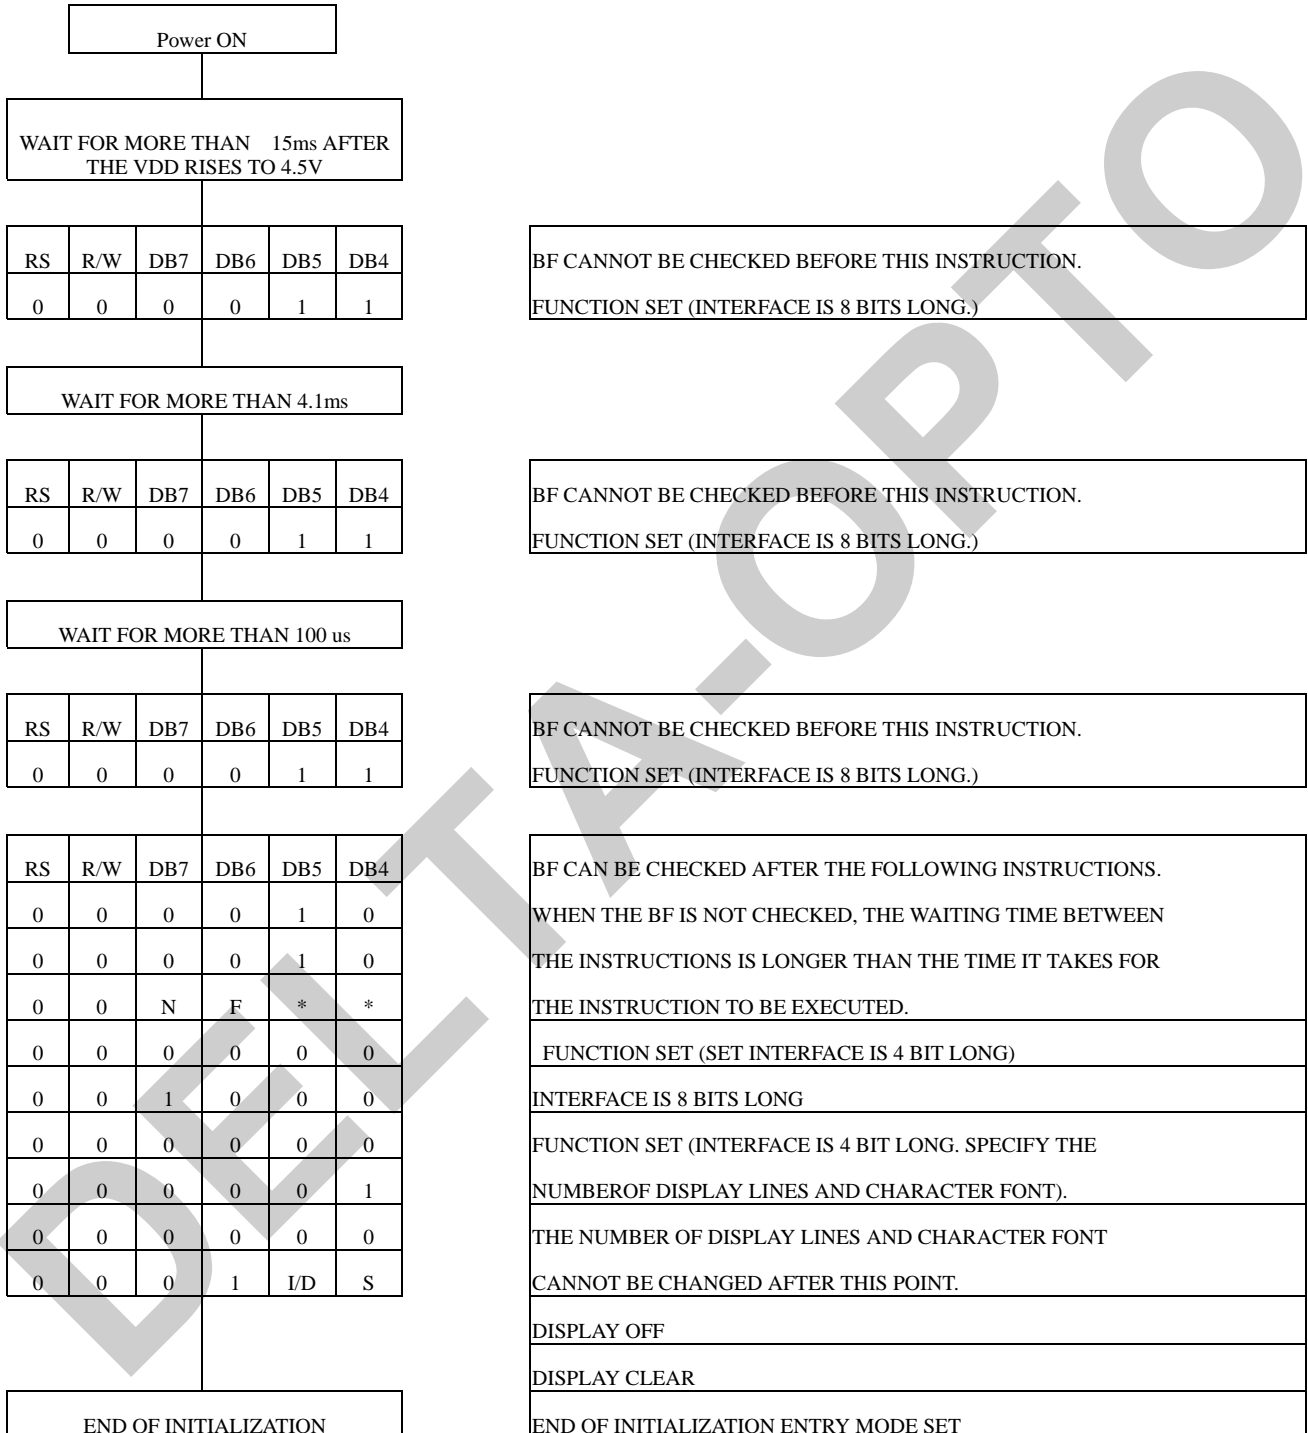 Power ON
WAIT FOR MORE THAN 15ms AFTER
THE VDD RISES TO 4.5V
RS R/W DB7 DB6 DB5 DB4
0 0 0 0 1 1
BF CANNOT BE CHECKED BEFORE THIS INSTRUCTION.
FUNCTION SET (INTERFACE IS 8 BITS LONG.)
WAIT FOR MORE THAN 4.1ms
RS R/W DB7 DB6 DB5 DB4
0 0 0 0 1 1
BF CANNOT BE CHECKED BEFORE THIS INSTRUCTION.
FUNCTION SET (INTERFACE IS 8 BITS LONG.)
WAIT FOR MORE THAN 100 us
RS R/W DB7 DB6 DB5 DB4
0 0 0 0 1 1
BF CANNOT BE CHECKED BEFORE THIS INSTRUCTION.
FUNCTION SET (INTERFACE IS 8 BITS LONG.)
RS R/W DB7 DB6 DB5 DB4
0 0 0 0 1 0
0 0 0 0 1 0
0 0 N F * *
0 0 0 0 0 0
0 0 1 0 0 0
0 0 0 0 0 0
0 0 0 0 0 1
0 0 0 0 0 0
0 0 0 1 I/D S
BF CAN BE CHECKED AFTER THE FOLLOWING INSTRUCTIONS.
WHEN THE BF IS NOT CHECKED, THE WAITING TIME BETWEEN
THE INSTRUCTIONS IS LONGER THAN THE TIME IT TAKES FOR
THE INSTRUCTION TO BE EXECUTED.
FUNCTION SET (SET INTERFACE IS 4 BIT LONG)
INTERFACE IS 8 BITS LONG
FUNCTION SET (INTERFACE IS 4 BIT LONG. SPECIFY THE
NUMBEROF DISPLAY LINES AND CHARACTER FONT).
THE NUMBER OF DISPLAY LINES AND CHARACTER FONT
CANNOT BE CHANGED AFTER THIS POINT.
DISPLAY OFF
DISPLAY CLEAR
END OF INITIALIZATION
END OF INITIALIZATION ENTRY MODE SET
DELTA-OPTO